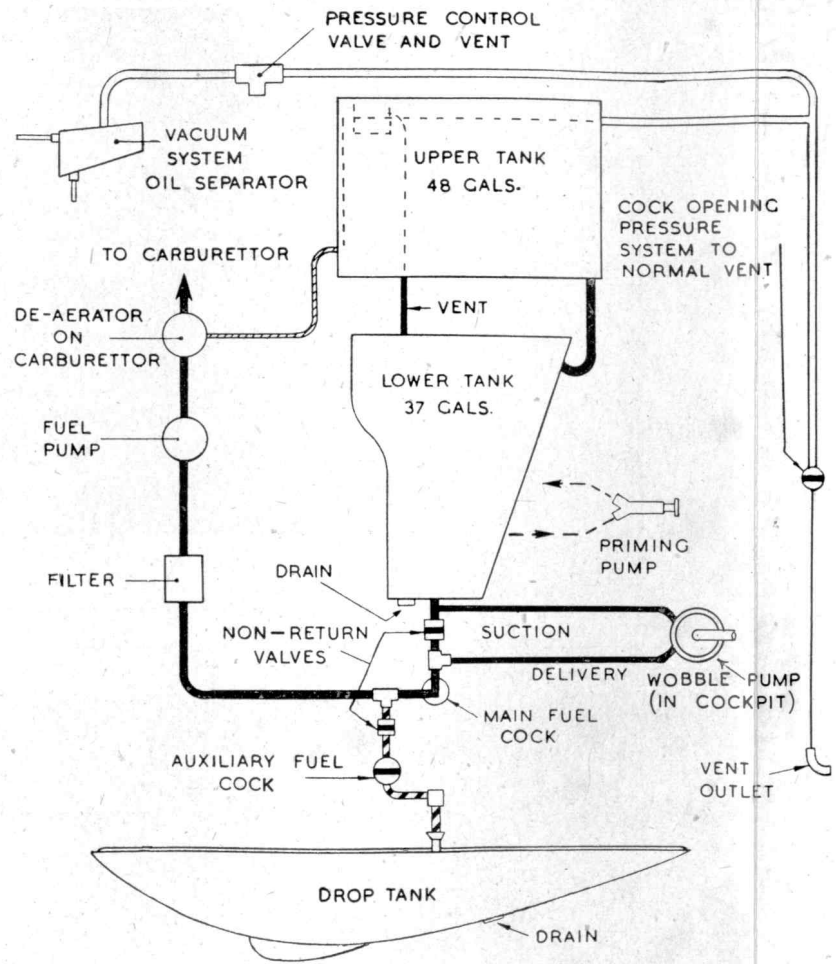 PRESSURE CONTROL
VALVE AND VENT
VACUUM
SYSTEM
OIL SEPARATOR
UPPER TANK
48 GALS.
COCK OPENING
PRESSURE
SYSTEM TO
NORMAL VENT
TO CARBURETTOR
DE-AERATOR
ON
CARBURETTOR
VENT
LOWER TANK
37 GALS.
FUEL
PUMP
PRIMING
PUMP
FILTER
DRAIN
NON-RETURN
VALVES
SUCTION
DELIVERY
WOBBLE PUMP
(IN COCKPIT)
MAIN FUEL
COCK
AUXILIARY FUEL
COCK
VENT
OUTLET
DROP TANK
DRAIN